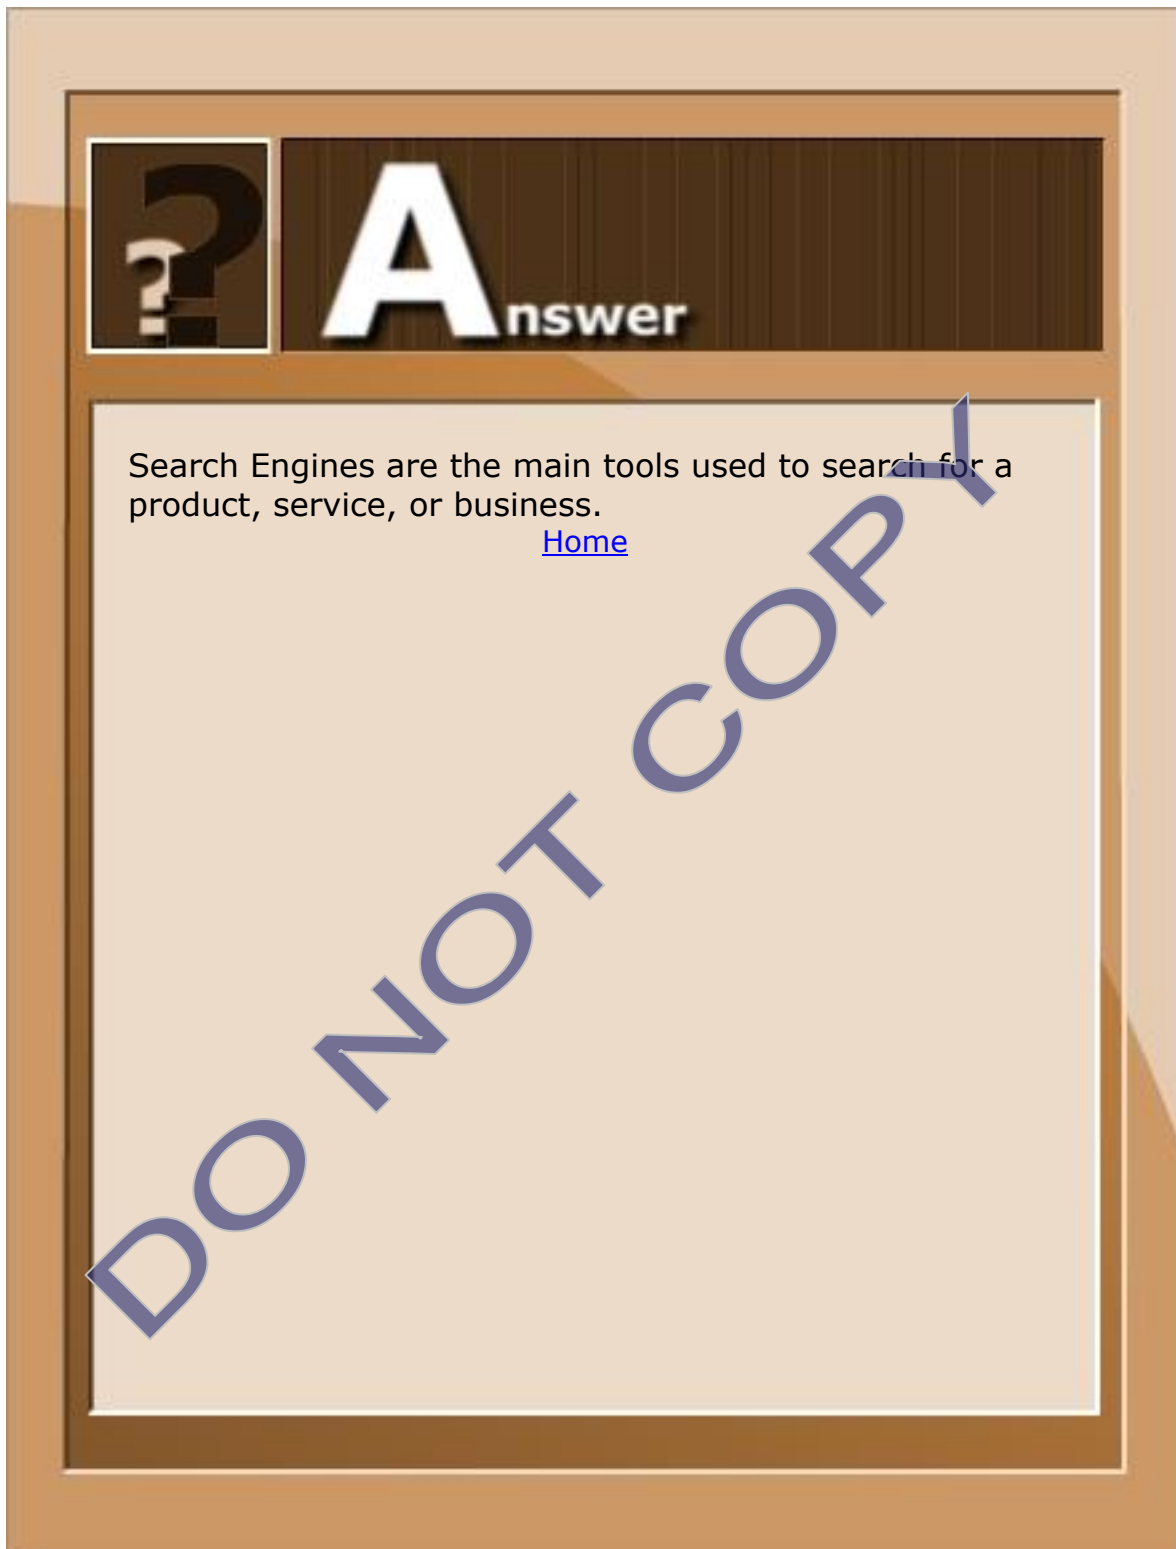 ? ?
Answer
Search Engines are the main tools used to search for a
product, service, or business.
Home
DO NOT COPY